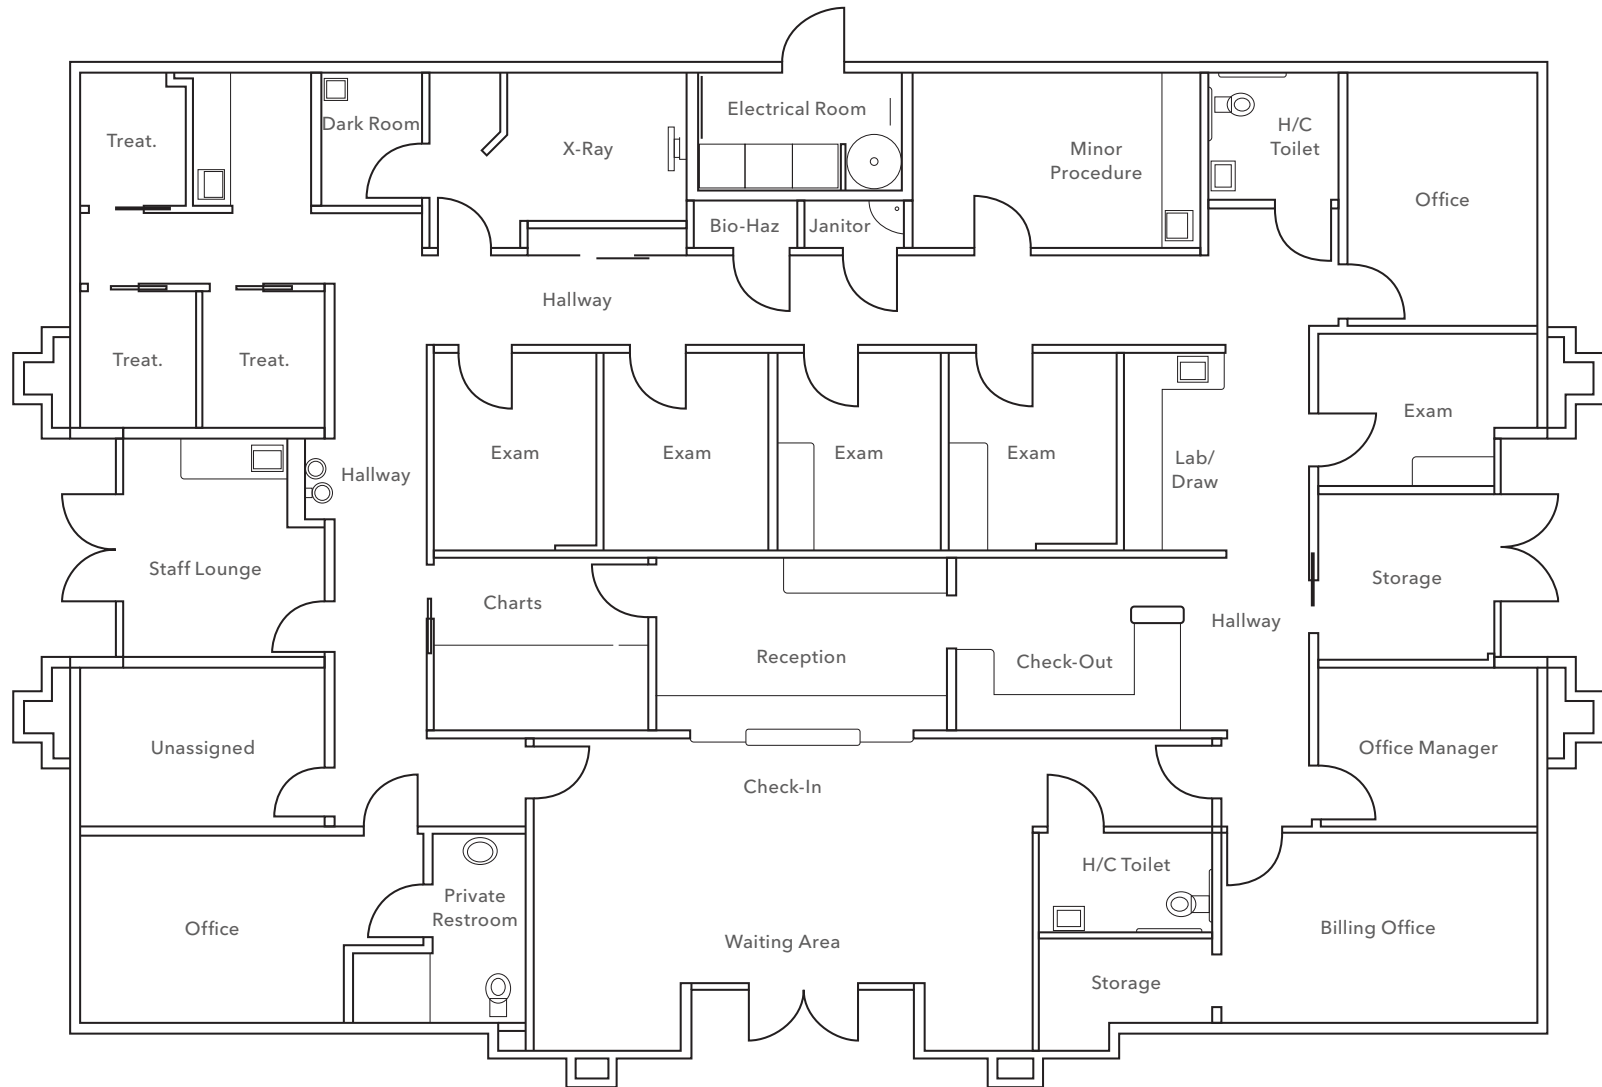 Electrical Room
Dark Room
H/C
Toilet
Treat.
X-Ray
Minor
Procedure
Office
Bio-Haz
Janitor
Hallway
Treat.
Treat.
Exam
Exam
Exam
Exam
Exam
Hallway
Lab/
Draw
Staff Lounge
Storage
Charts
Hallway
Reception
Check-Out
Unassigned
Office Manager
Check-In
H/C Toilet
Private
Restroom
Office
Billing Office
Waiting Area
Storage